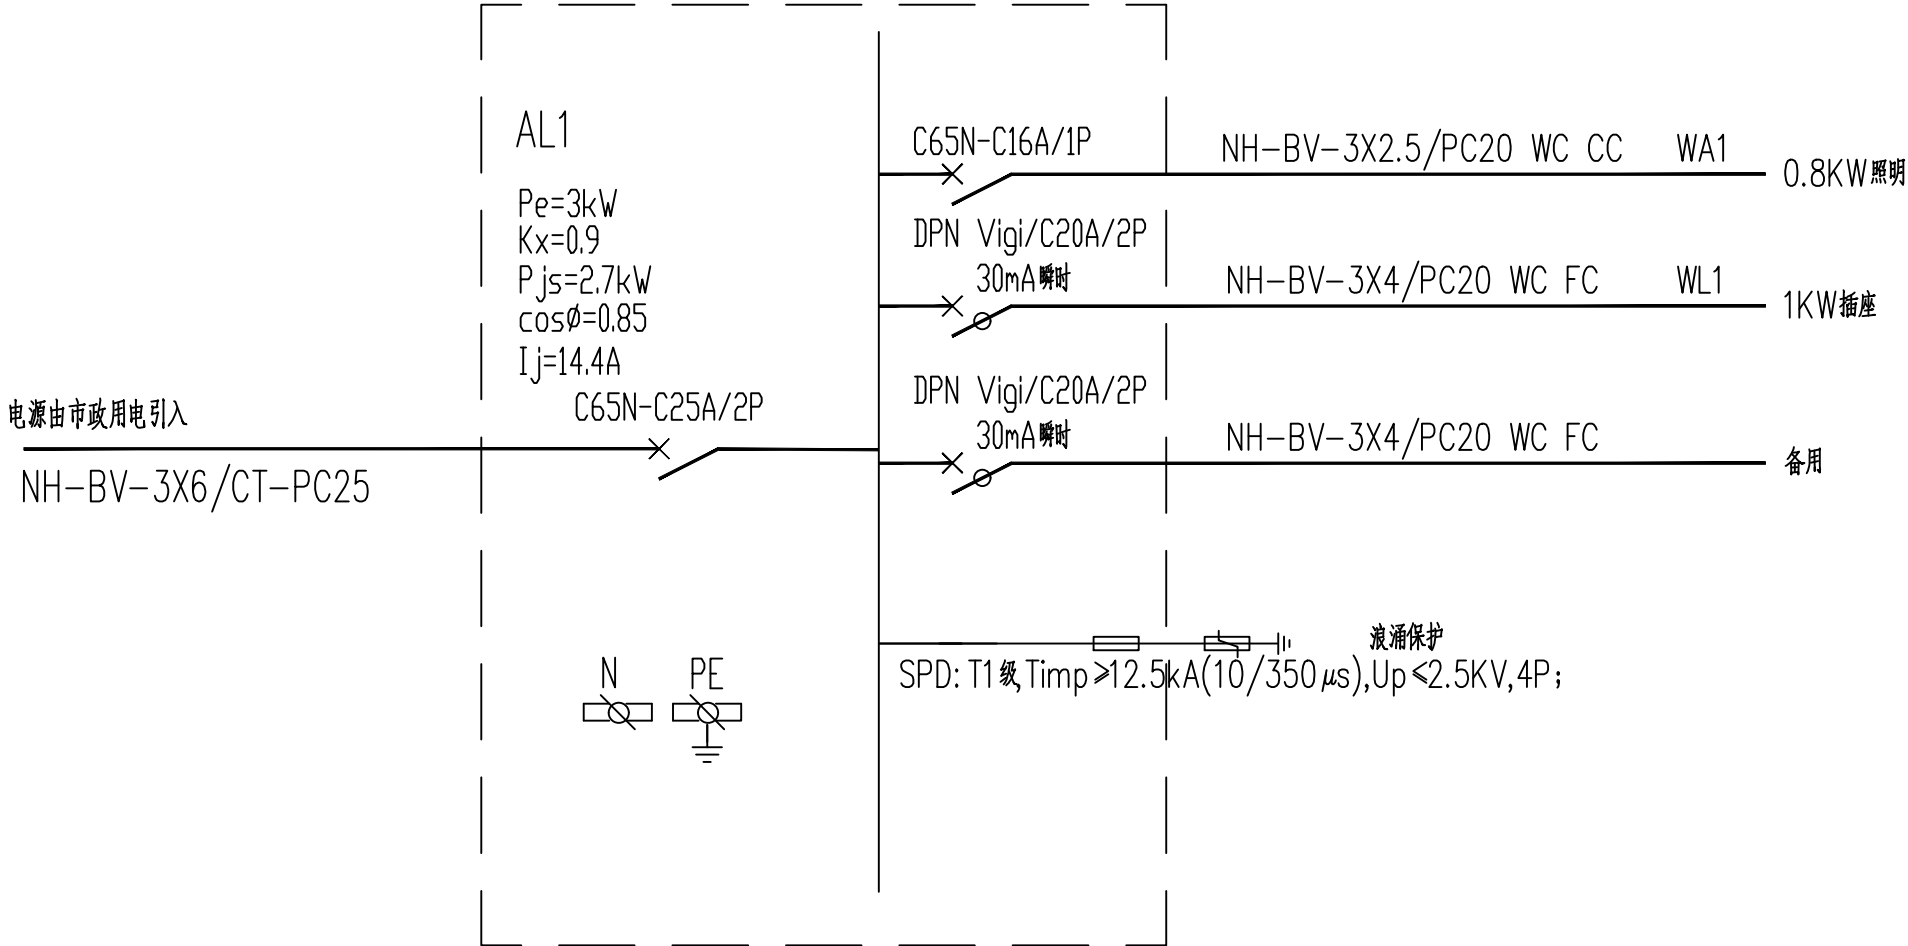 AL1
Pe=3kW
Kx=0.9
Pjs=2.7kW
cosø=0.85
Ij=14.4A
电源由市政用电引入
NH-BV-3X6/CT-PC25
C65N-C25A/2P
C65N-C16A/1P
NH-BV-3X2.5/PC20 WC CC WA1
0.8KW照明
DPN Vigi/C20A/2P
30mA瞬时
NH-BV-3X4/PC20 WC FC WL1
1KW插座
DPN Vigi/C20A/2P
30mA瞬时
NH-BV-3X4/PC20 WC FC
备用
浪涌保护
SPD: T1级,Timp≥12.5kA(10/350μs),Up≤2.5KV,4P;
N
PE